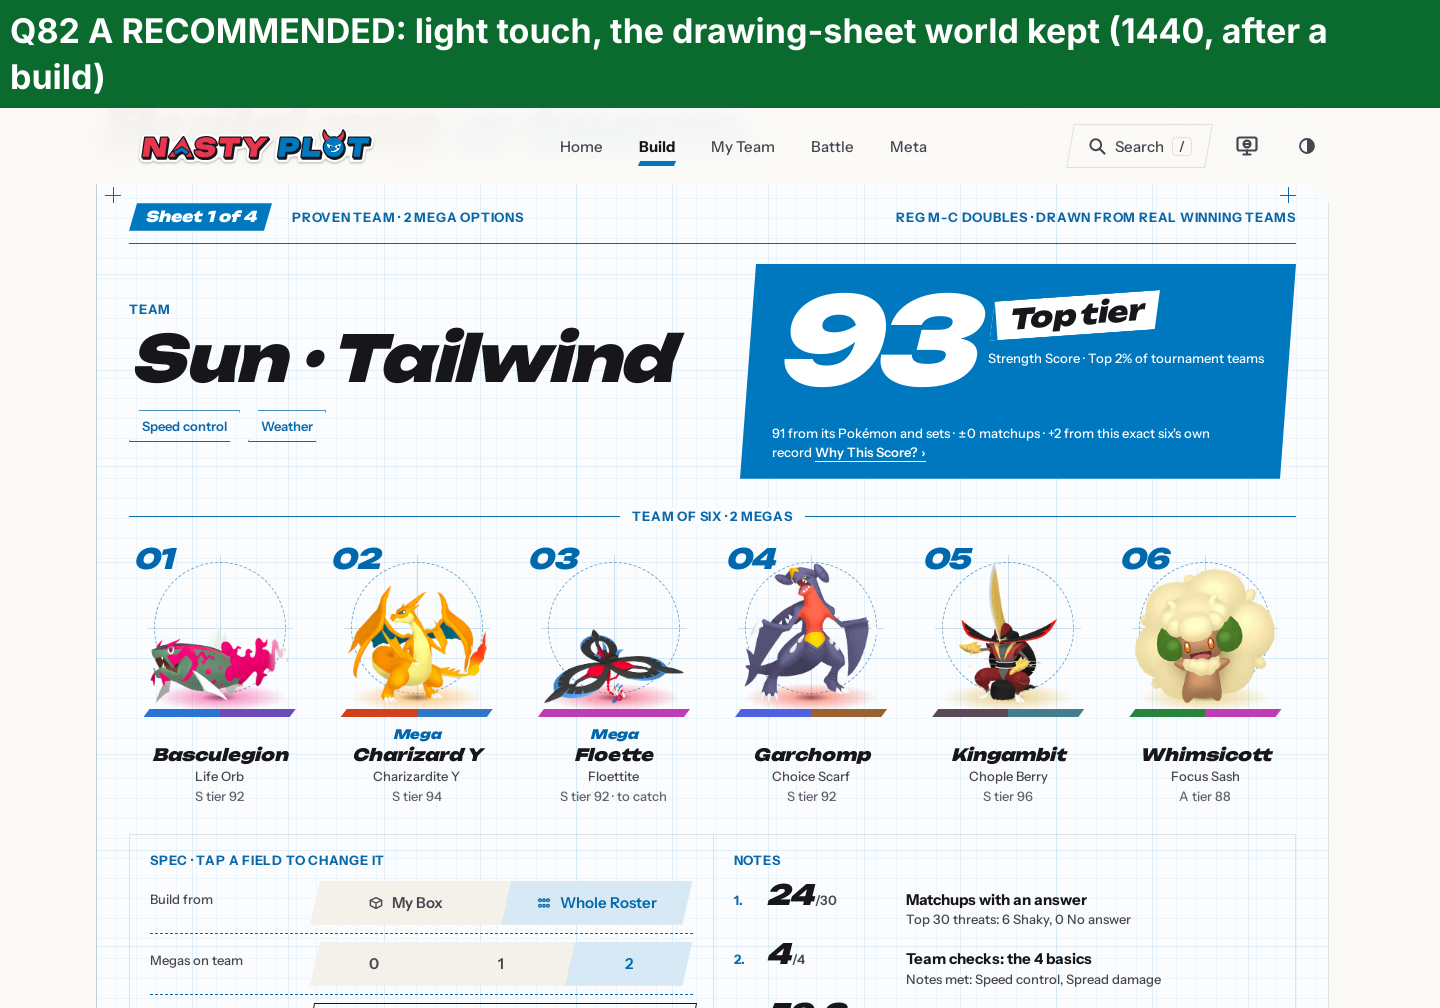 Q82 A RECOMMENDED: light touch, the drawing-sheet world kept (1440, after a
build)
NASTY PLOT
Home
Build
My Team
Battle
Meta
Search /
Sheet 1 of 4
PROVEN TEAM · 2 MEGA OPTIONS
REG M-C DOUBLES · DRAWN FROM REAL WINNING TEAMS
TEAM
Sun · Tailwind
Speed control
Weather
93
Top tier
Strength Score · Top 2% of tournament teams
91 from its Pokémon and sets · ±0 matchups · +2 from this exact six's own
record Why This Score? ›
TEAM OF SIX · 2 MEGAS
01
02
03
04
05
06
Basculegion
Life Orb
S tier 92
Mega
Charizard Y
Charizardite Y
S tier 94
Mega
Floette
Floettite
S tier 92 · to catch
Garchomp
Choice Scarf
S tier 92
Kingambit
Chople Berry
S tier 96
Whimsicott
Focus Sash
A tier 88
SPEC · TAP A FIELD TO CHANGE IT
Build from
My Box
Whole Roster
Megas on team
0
1
2
NOTES
1. 24/30
Matchups with an answer
Top 30 threats: 6 Shaky, 0 No answer
2. 4/4
Team checks: the 4 basics
Notes met: Speed control, Spread damage